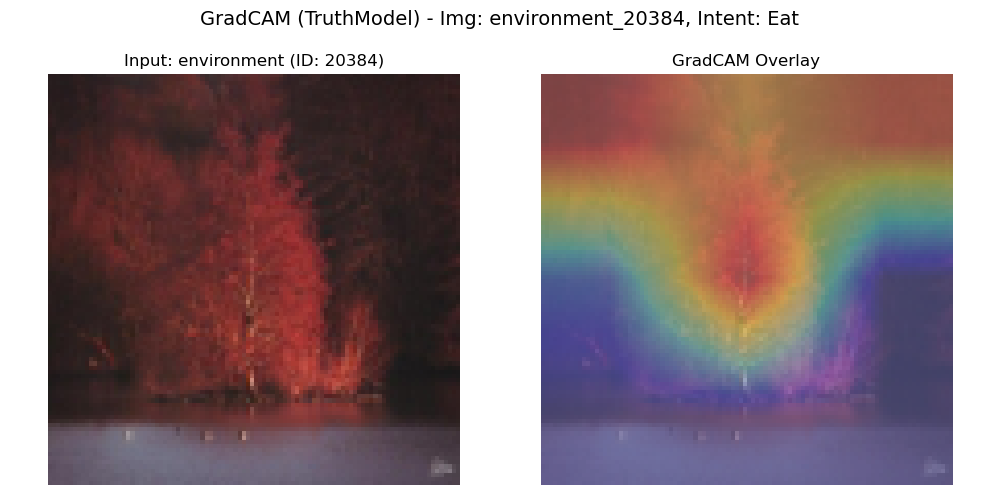 GradCAM (TruthModel) - Img: environment_20384, Intent: Eat
Input: environment (ID: 20384)
GradCAM Overlay